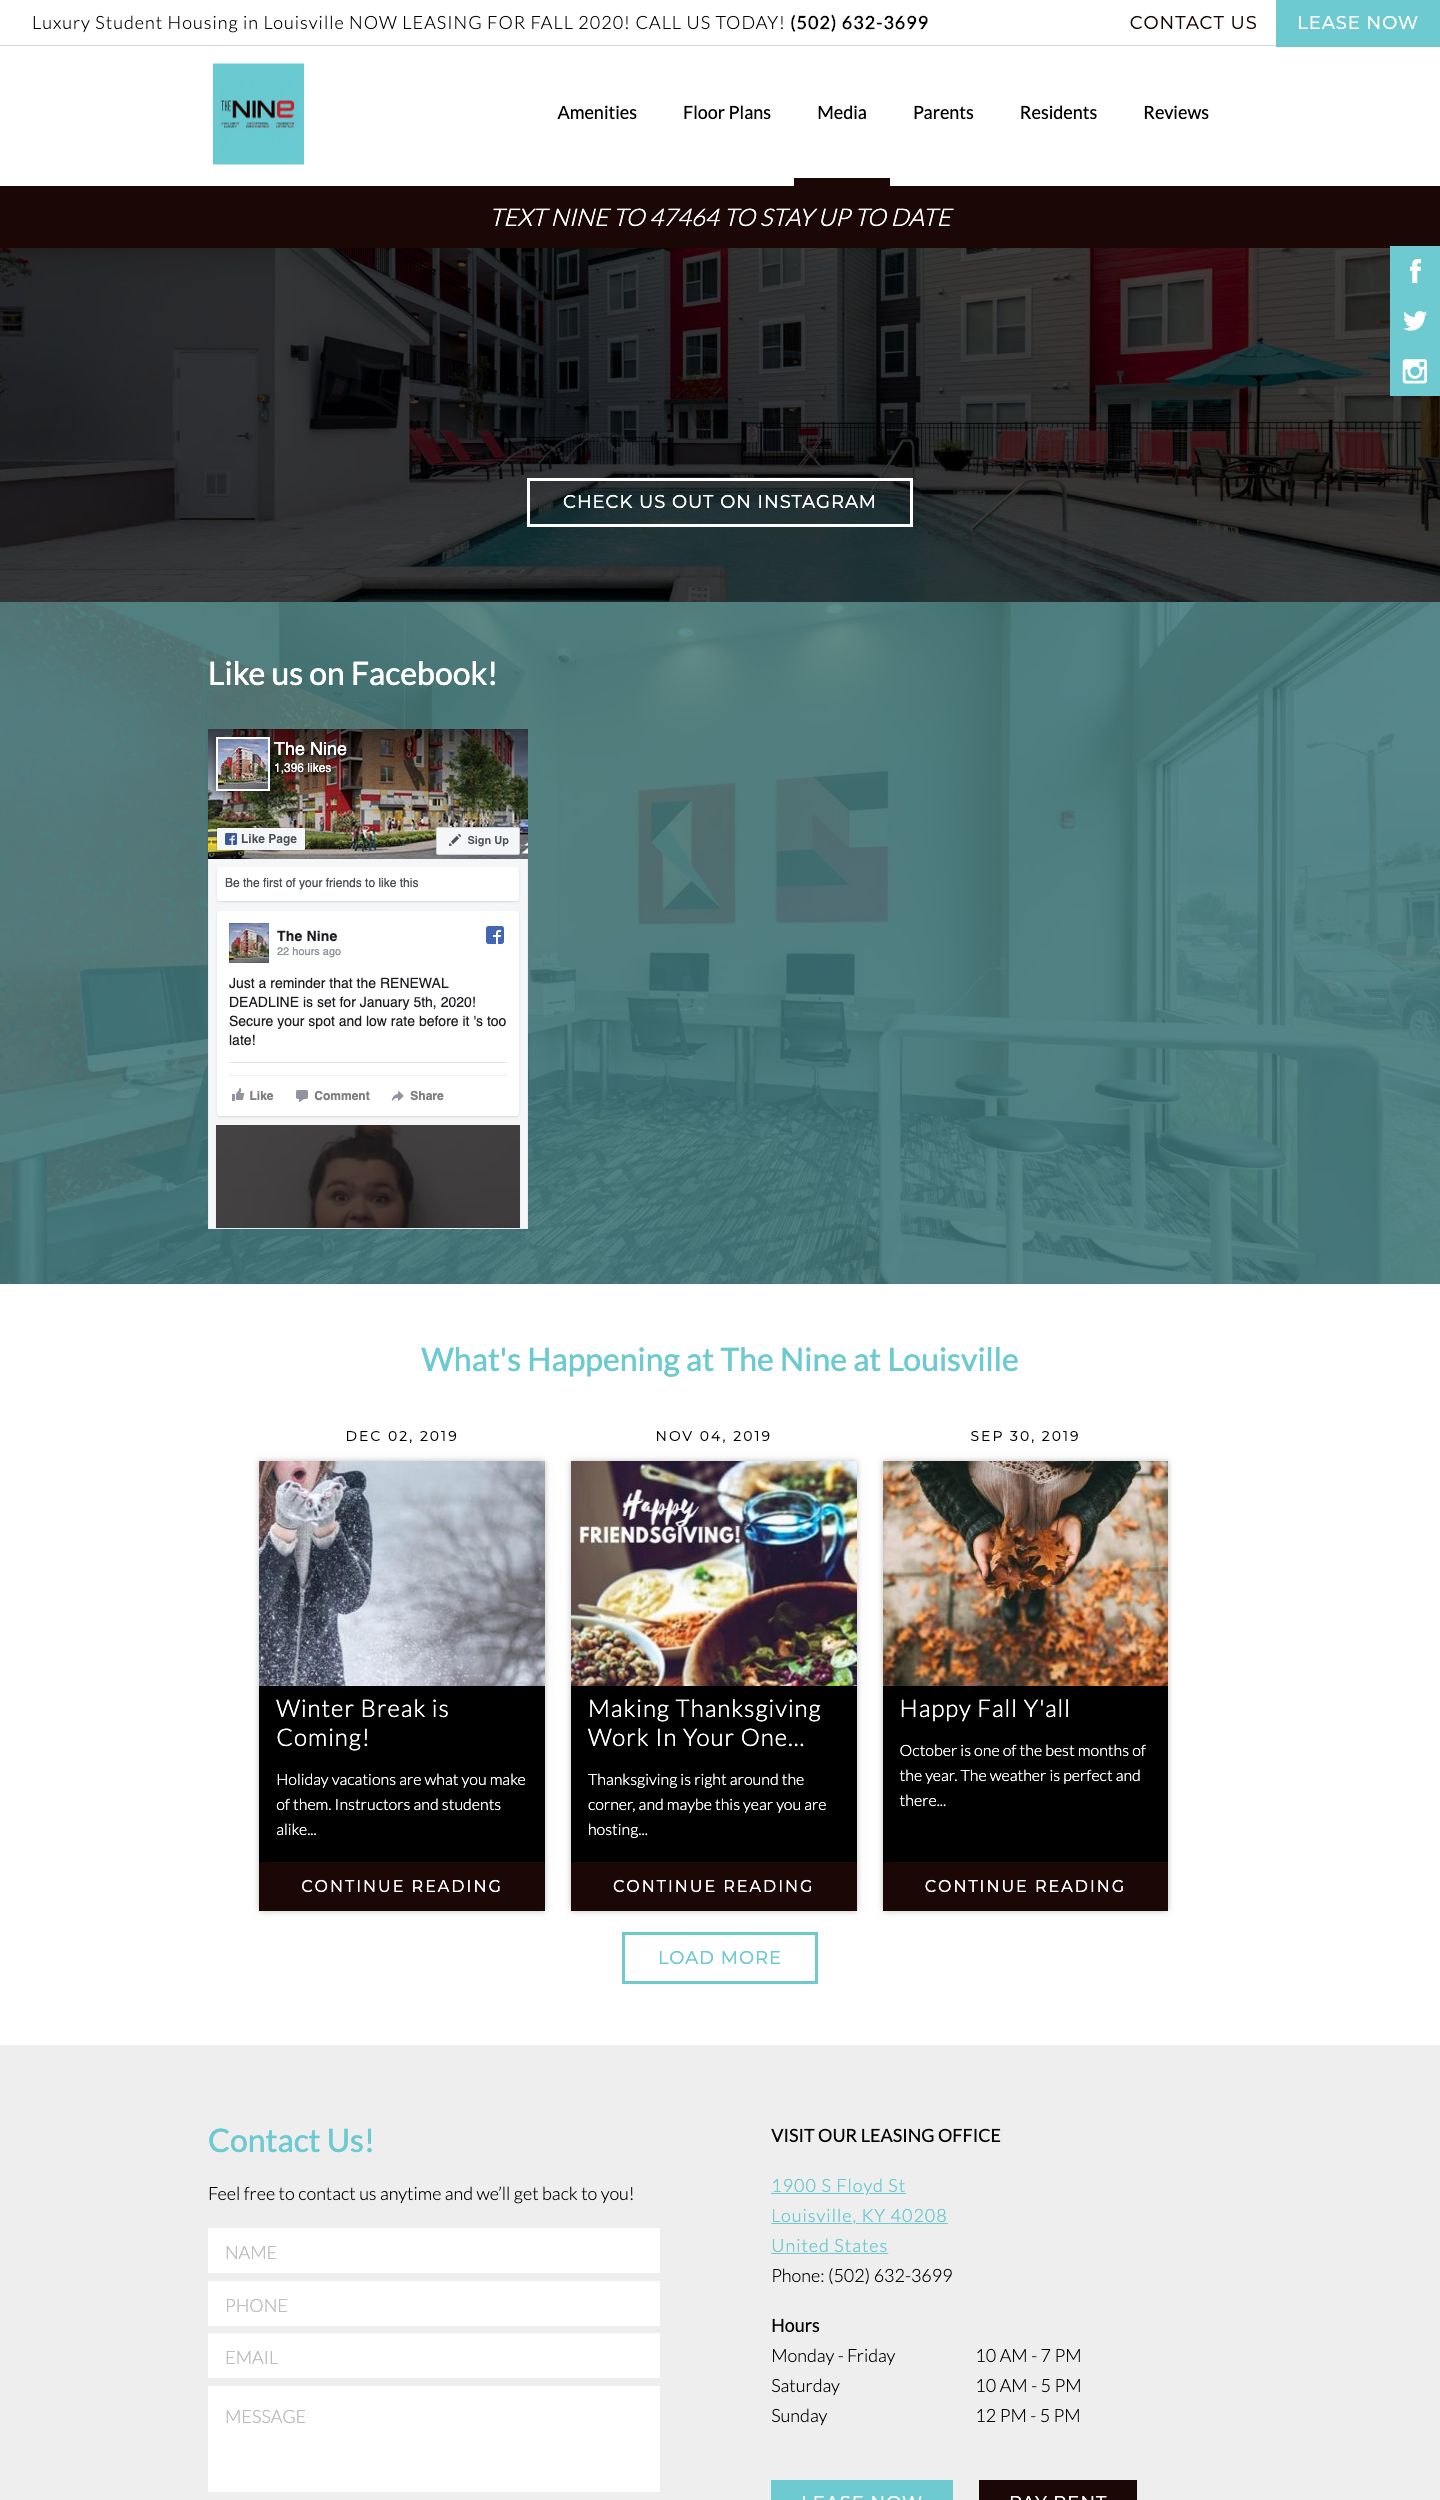 Luxury Student Housing in Louisville NOW LEASING FOR FALL 2020! CALL US TODAY! (502) 632-3699
CONTACT US
LEASE NOW
THE NINE
Amenities
Floor Plans
Media
Parents
Residents
Reviews
TEXT NINE TO 47464 TO STAY UP TO DATE
CHECK US OUT ON INSTAGRAM
Like us on Facebook!
The Nine
1,396 likes
Like Page
Sign Up
Be the first of your friends to like this
The Nine
22 hours ago
Just a reminder that the RENEWAL
DEADLINE is set for January 5th, 2020!
Secure your spot and low rate before it 's too
late!
Like
Comment
Share
What's Happening at The Nine at Louisville
DEC 02, 2019
Winter Break is
Coming!
Holiday vacations are what you make
of them. Instructors and students
alike...
CONTINUE READING
NOV 04, 2019
Happy
FRIENDSGIVING!
Making Thanksgiving
Work In Your One...
Thanksgiving is right around the
corner, and maybe this year you are
hosting...
CONTINUE READING
SEP 30, 2019
Happy Fall Y'all
October is one of the best months of
the year. The weather is perfect and
there...
CONTINUE READING
LOAD MORE
Contact Us!
Feel free to contact us anytime and we’ll get back to you!
NAME
PHONE
EMAIL
MESSAGE
VISIT OUR LEASING OFFICE
1900 S Floyd St
Louisville, KY 40208
United States
Phone: (502) 632-3699
Hours
Monday - Friday 10 AM - 7 PM
Saturday 10 AM - 5 PM
Sunday 12 PM - 5 PM
LEASE NOW
PAY RENT